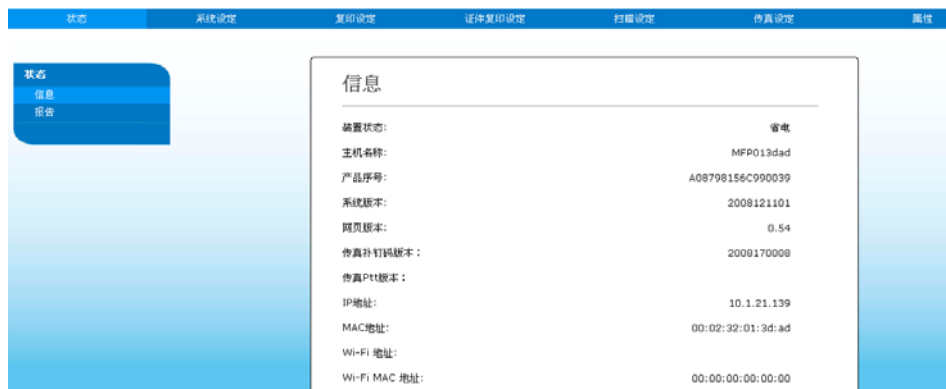 状态 系统设定 复印设定 证件复印设定 扫瞄设定 传真设定 属性
状态
信息
报告
信息
装置状态: 省电
主机名称: MFP013dad
产品序号: A08798156C990039
系统版本: 2008121101
网页版本: 0.54
传真补钉码版本: 2008170008
传真Ptt版本:
IP地址: 10.1.21.139
MAC地址: 00:02:32:01:3d:ad
Wi-Fi 地址:
Wi-Fi MAC 地址: 00:00:00:00:00:00